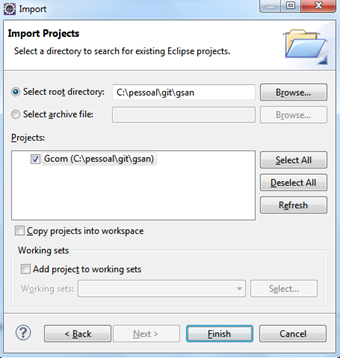 Import
Import Projects
Select a directory to search for existing Eclipse projects.
Select root directory: C:\pessoal\git\gsan Browse...
Select archive file: Browse...
Projects:
Gcom (C:\pessoal\git\gsan) Select All
Deselect All
Refresh
Copy projects into workspace
Working sets
Add project to working sets
Working sets: Select...
? < Back Next > Finish Cancel